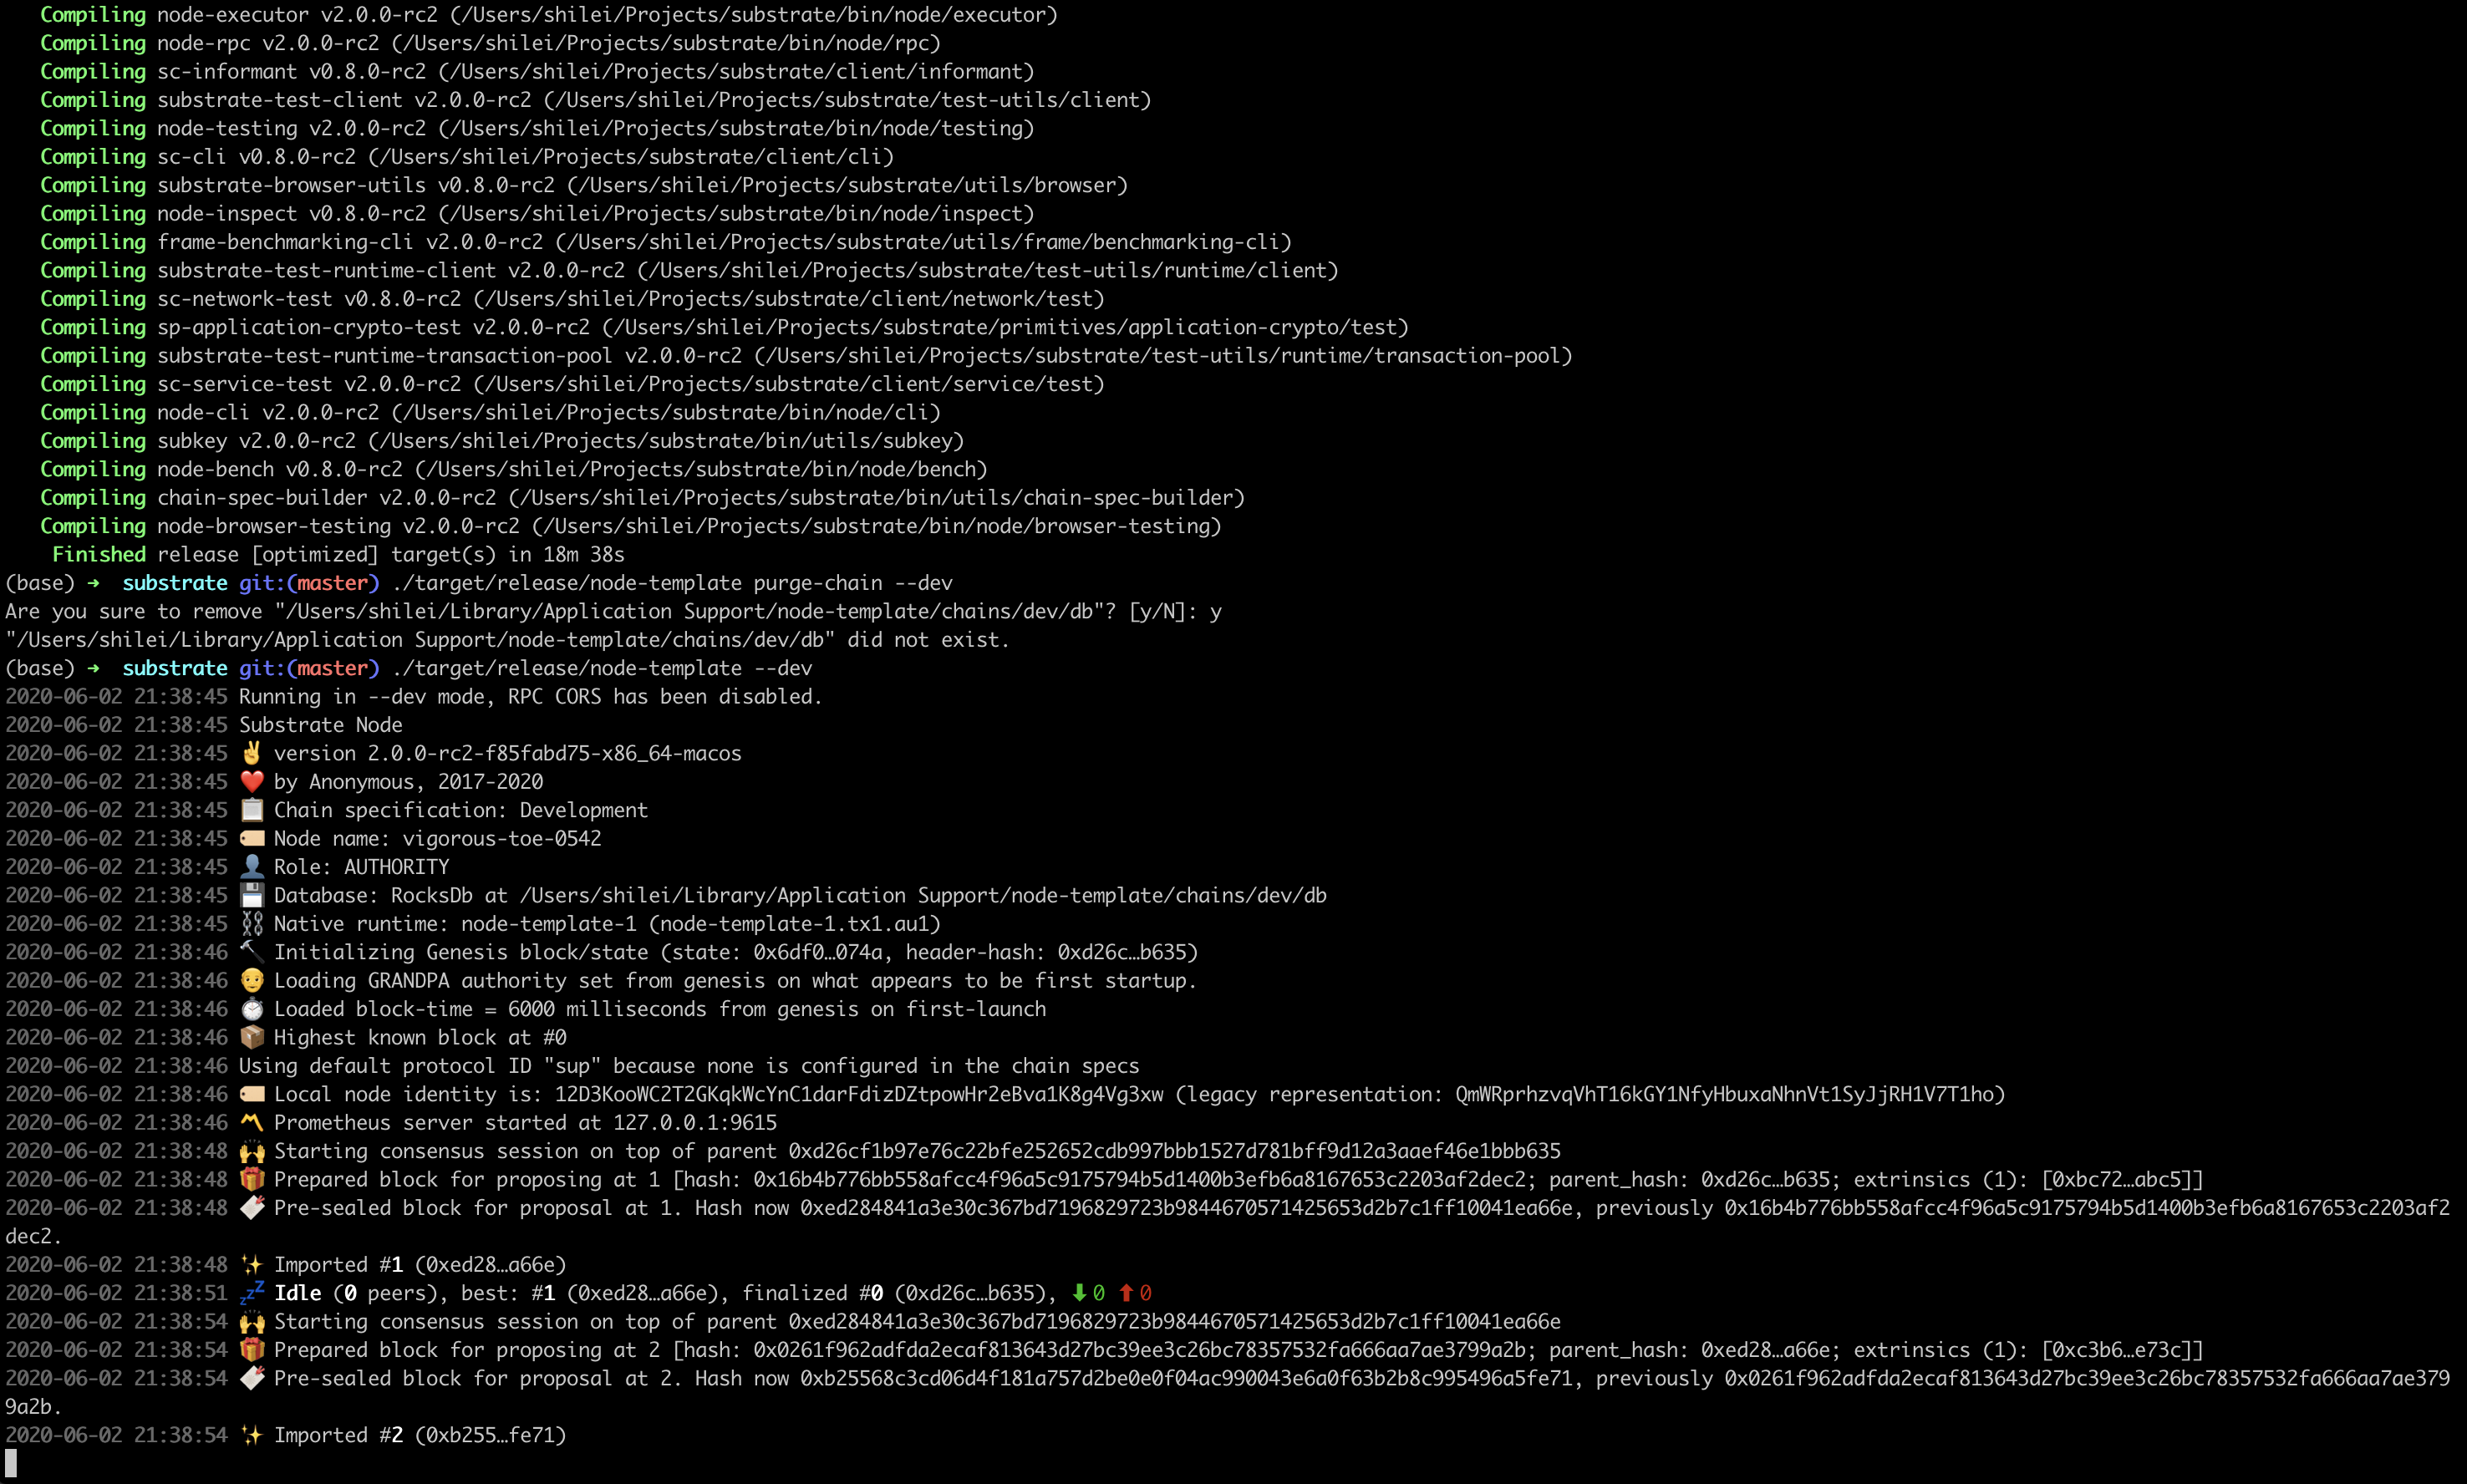 Compiling node-executor v2.0.0-rc2 (/Users/shilei/Projects/substrate/bin/node/executor)
Compiling node-rpc v2.0.0-rc2 (/Users/shilei/Projects/substrate/bin/node/rpc)
Compiling sc-informant v0.8.0-rc2 (/Users/shilei/Projects/substrate/client/informant)
Compiling substrate-test-client v2.0.0-rc2 (/Users/shilei/Projects/substrate/test-utils/client)
Compiling node-testing v2.0.0-rc2 (/Users/shilei/Projects/substrate/bin/node/testing)
Compiling sc-cli v0.8.0-rc2 (/Users/shilei/Projects/substrate/client/cli)
Compiling substrate-browser-utils v0.8.0-rc2 (/Users/shilei/Projects/substrate/utils/browser)
Compiling node-inspect v0.8.0-rc2 (/Users/shilei/Projects/substrate/bin/node/inspect)
Compiling frame-benchmarking-cli v2.0.0-rc2 (/Users/shilei/Projects/substrate/utils/frame/benchmarking-cli)
Compiling substrate-test-runtime-client v2.0.0-rc2 (/Users/shilei/Projects/substrate/test-utils/runtime/client)
Compiling sc-network-test v0.8.0-rc2 (/Users/shilei/Projects/substrate/client/network/test)
Compiling sp-application-crypto-test v2.0.0-rc2 (/Users/shilei/Projects/substrate/primitives/application-crypto/test)
Compiling substrate-test-runtime-transaction-pool v2.0.0-rc2 (/Users/shilei/Projects/substrate/test-utils/runtime/transaction-pool)
Compiling sc-service-test v2.0.0-rc2 (/Users/shilei/Projects/substrate/client/service/test)
Compiling node-cli v2.0.0-rc2 (/Users/shilei/Projects/substrate/bin/node/cli)
Compiling subkey v2.0.0-rc2 (/Users/shilei/Projects/substrate/bin/utils/subkey)
Compiling node-bench v0.8.0-rc2 (/Users/shilei/Projects/substrate/bin/node/bench)
Compiling chain-spec-builder v2.0.0-rc2 (/Users/shilei/Projects/substrate/bin/utils/chain-spec-builder)
Compiling node-browser-testing v2.0.0-rc2 (/Users/shilei/Projects/substrate/bin/node/browser-testing)
Finished release [optimized] target(s) in 18m 38s
(base) ➜ substrate git:(master) ./target/release/node-template purge-chain --dev
Are you sure to remove "/Users/shilei/Library/Application Support/node-template/chains/dev/db"? [y/N]: y
"/Users/shilei/Library/Application Support/node-template/chains/dev/db" did not exist.
(base) ➜ substrate git:(master) ./target/release/node-template --dev
2020-06-02 21:38:45 Running in --dev mode, RPC CORS has been disabled.
2020-06-02 21:38:45 Substrate Node
2020-06-02 21:38:45 ✌️ version 2.0.0-rc2-f85fabd75-x86_64-macos
2020-06-02 21:38:45 ❤️ by Anonymous, 2017-2020
2020-06-02 21:38:45 📋 Chain specification: Development
2020-06-02 21:38:45 🏷 Node name: vigorous-toe-0542
2020-06-02 21:38:45 👤 Role: AUTHORITY
2020-06-02 21:38:45 💾 Database: RocksDb at /Users/shilei/Library/Application Support/node-template/chains/dev/db
2020-06-02 21:38:45 ⛓ Native runtime: node-template-1 (node-template-1.tx1.au1)
2020-06-02 21:38:46 🔨 Initializing Genesis block/state (state: 0x6df0…074a, header-hash: 0xd26c…b635)
2020-06-02 21:38:46 👴 Loading GRANDPA authority set from genesis on what appears to be first startup.
2020-06-02 21:38:46 ⏱ Loaded block-time = 6000 milliseconds from genesis on first-launch
2020-06-02 21:38:46 📦 Highest known block at #0
2020-06-02 21:38:46 Using default protocol ID "sup" because none is configured in the chain specs
2020-06-02 21:38:46 🏷 Local node identity is: 12D3KooWC2T2GKqkWcYnC1darFdizDZtpowHr2eBva1K8g4Vg3xw (legacy representation: QmWRprhzvqVhT16kGY1NfyHbuxaNhnVt1SyJjRH1V7T1ho)
2020-06-02 21:38:46 〽️ Prometheus server started at 127.0.0.1:9615
2020-06-02 21:38:48 🙌 Starting consensus session on top of parent 0xd26cf1b97e76c22bfe252652cdb997bbb1527d781bff9d12a3aaef46e1bbb635
2020-06-02 21:38:48 🎁 Prepared block for proposing at 1 [hash: 0x16b4b776bb558afcc4f96a5c9175794b5d1400b3efb6a8167653c2203af2dec2; parent_hash: 0xd26c…b635; extrinsics (1): [0xbc72…abc5]]
2020-06-02 21:38:48 🔖 Pre-sealed block for proposal at 1. Hash now 0xed284841a3e30c367bd7196829723b9844670571425653d2b7c1ff10041ea66e, previously 0x16b4b776bb558afcc4f96a5c9175794b5d1400b3efb6a8167653c2203af2
dec2.
2020-06-02 21:38:48 ✨ Imported #1 (0xed28…a66e)
2020-06-02 21:38:51 💤 Idle (0 peers), best: #1 (0xed28…a66e), finalized #0 (0xd26c…b635), ⬇ 0 ⬆ 0
2020-06-02 21:38:54 🙌 Starting consensus session on top of parent 0xed284841a3e30c367bd7196829723b9844670571425653d2b7c1ff10041ea66e
2020-06-02 21:38:54 🎁 Prepared block for proposing at 2 [hash: 0x0261f962adfda2ecaf813643d27bc39ee3c26bc78357532fa666aa7ae3799a2b; parent_hash: 0xed28…a66e; extrinsics (1): [0xc3b6…e73c]]
2020-06-02 21:38:54 🔖 Pre-sealed block for proposal at 2. Hash now 0xb25568c3cd06d4f181a757d2be0e0f04ac990043e6a0f63b2b8c995496a5fe71, previously 0x0261f962adfda2ecaf813643d27bc39ee3c26bc78357532fa666aa7ae379
9a2b.
2020-06-02 21:38:54 ✨ Imported #2 (0xb255…fe71)